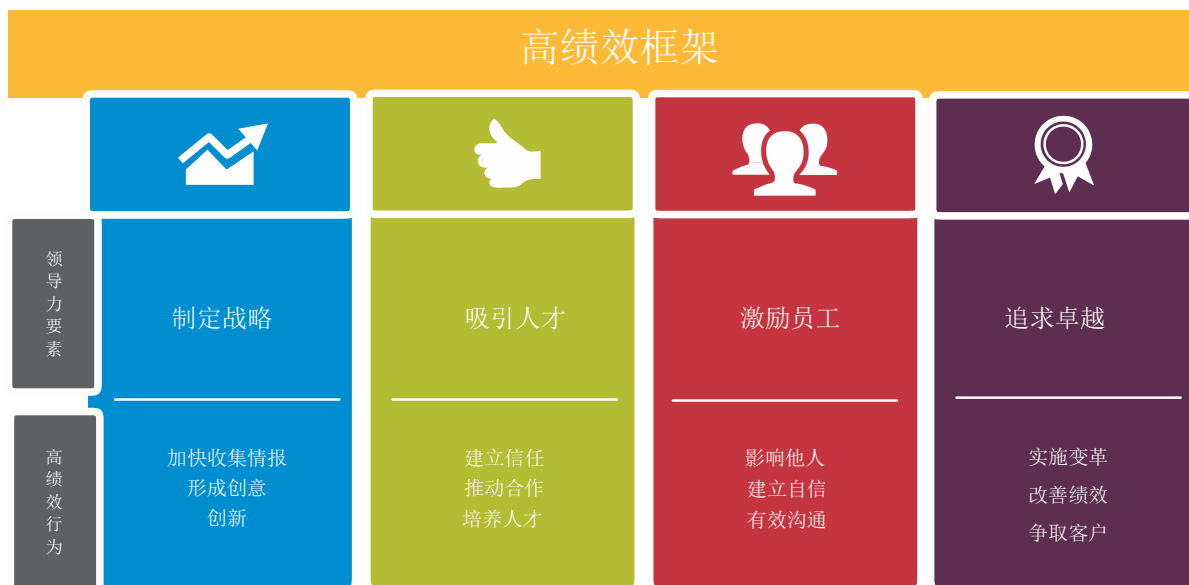 高绩效框架
领导力要素
制定战略
吸引人才
激励员工
追求卓越
高绩效行为
加快收集情报
形成创意
创新
建立信任
推动合作
培养人才
影响他人
建立自信
有效沟通
实施变革
改善绩效
争取客户